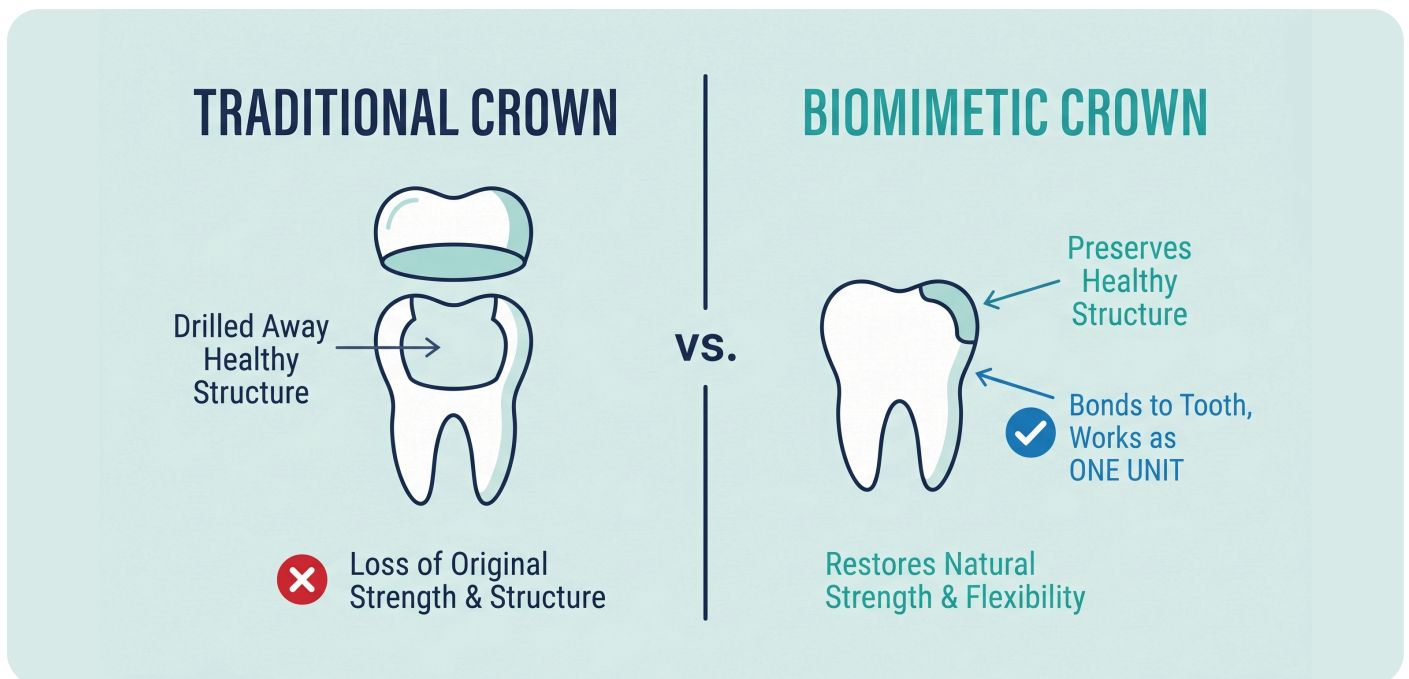 TRADITIONAL CROWN
Drilled Away
Healthy
Structure
Loss of Original
Strength & Structure
vs.
BIOMIMETIC CROWN
Preserves
Healthy
Structure
Bonds to Tooth,
Works as
ONE UNIT
Restores Natural
Strength & Flexibility